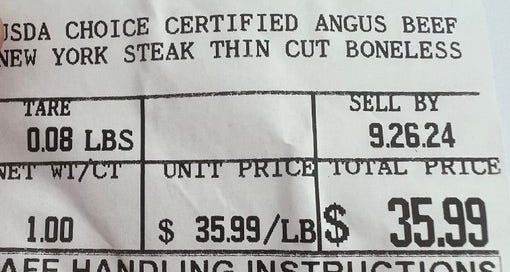 USDA CHOICE CERTIFIED ANGUS BEEF
NEW YORK STEAK THIN CUT BONELESS
TARE SELL BY
0.08 LBS 9.26.24
NET WT/CT UNIT PRICE TOTAL PRICE
1.00 $ 35.99/LB $ 35.99
SAFE HANDLING INSTRUCTIONS